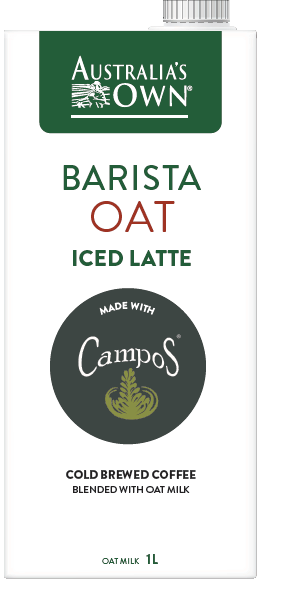 AUSTRALIA'S
OWN®
BARISTA
OAT
ICED LATTE
MADE WITH
CAMPOS®
COLD BREWED COFFEE
BLENDED WITH OAT MILK
OAT MILK 1L